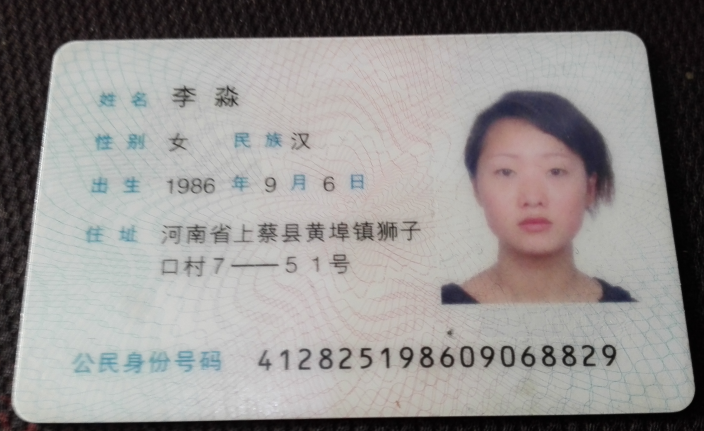 姓名 李淼
性别 女 民族 汉
出生 1986 年 9 月 6 日
住址 河南省上蔡县黄埠镇狮子
口村7——51号
公民身份号码 412825198609068829